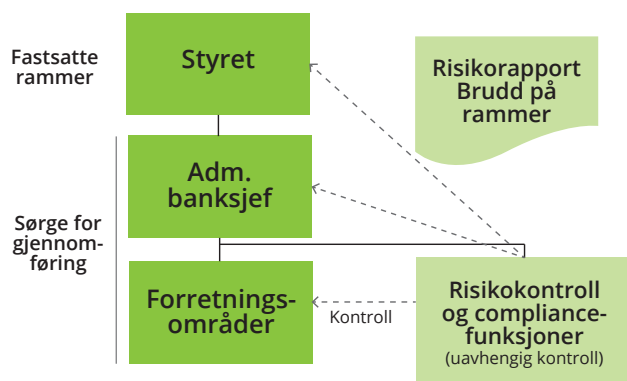 Fastsatte
rammer
Styret
Risikorapport
Brudd på
rammer
Adm.
banksjef
Sørge for
gjennom-
føring
Forretnings-
områder
Kontroll
Risikokontroll
og compliance-
funksjoner
(uavhengig kontroll)